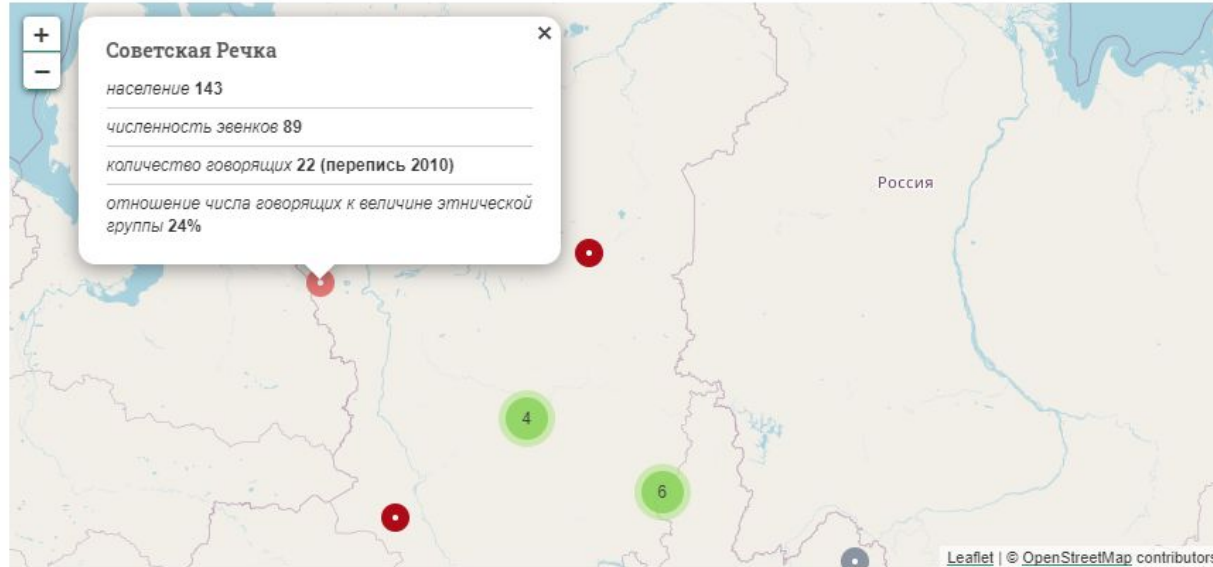 +
−
×
Советская Речка
население 143
численность эвенков 89
количество говорящих 22 (перепись 2010)
отношение числа говорящих к величине этнической
группы 24%
Россия
4
6
Leaflet | © OpenStreetMap contributors